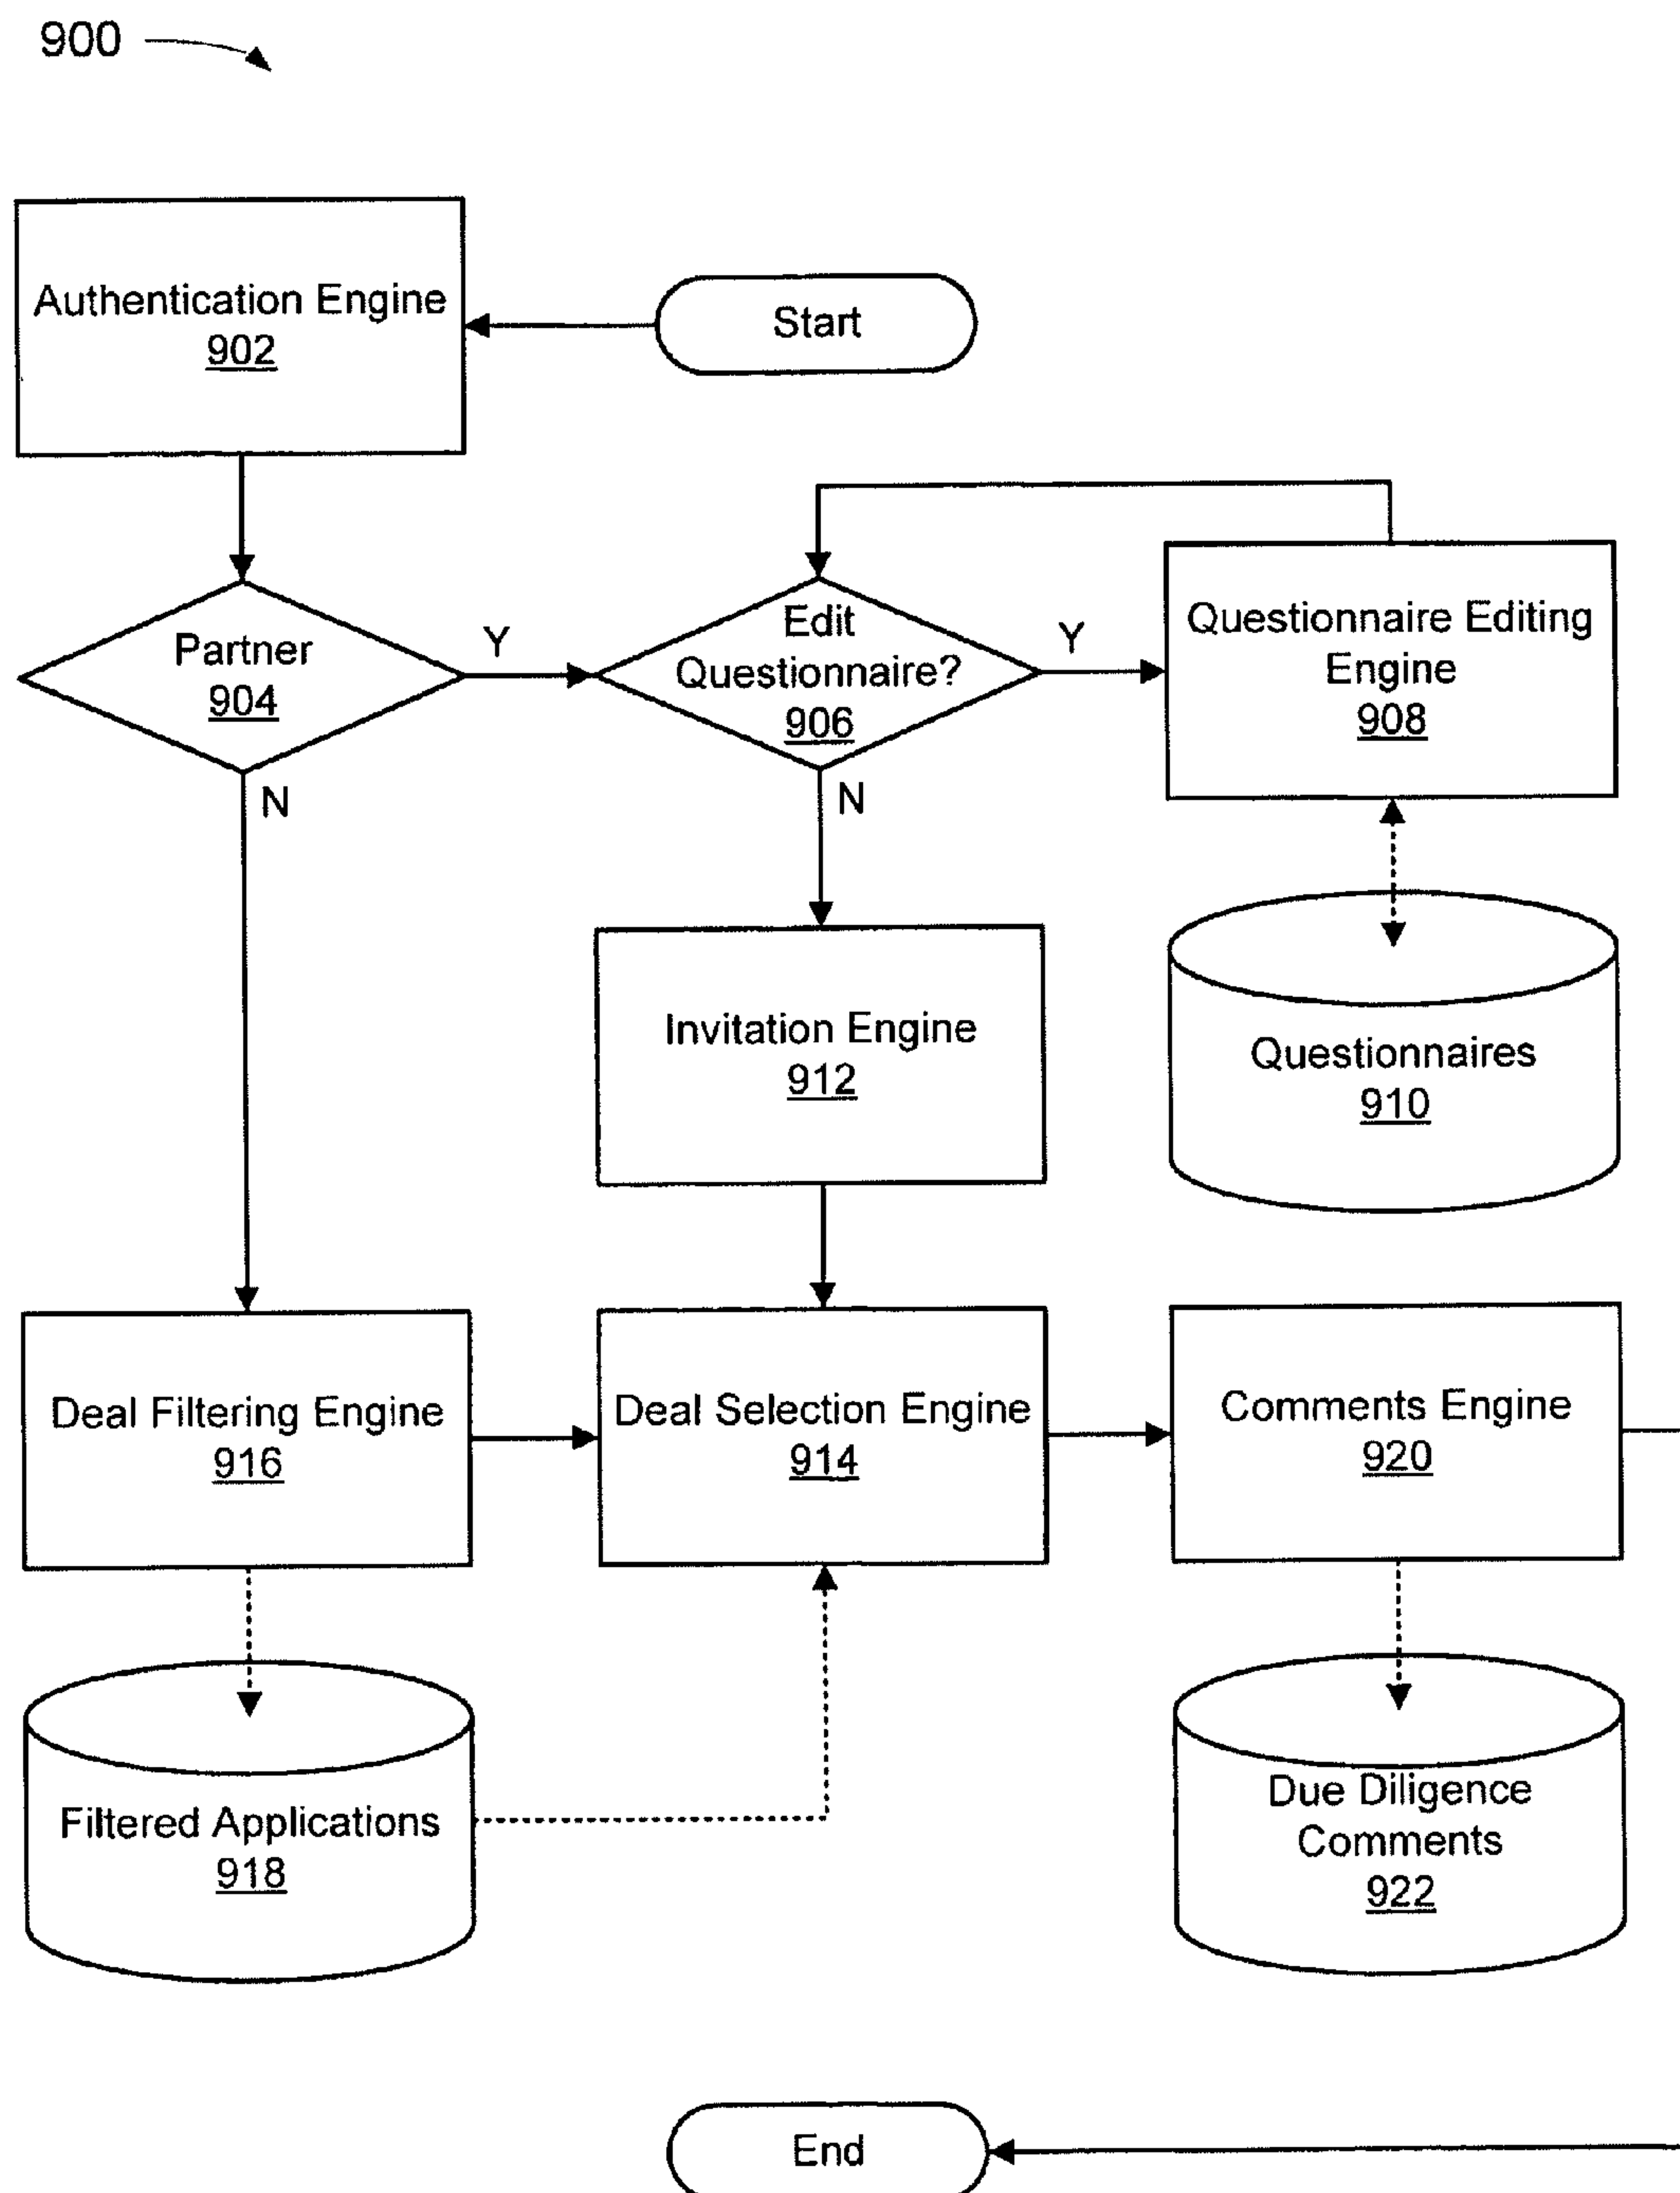 900
Authentication Engine
902
Start
Partner
904
Y
N
Edit
Questionnaire?
906
Y
N
Questionnaire Editing
Engine
908
Questionnaires
910
Invitation Engine
912
Deal Filtering Engine
916
Deal Selection Engine
914
Comments Engine
920
Filtered Applications
918
Due Diligence
Comments
922
End